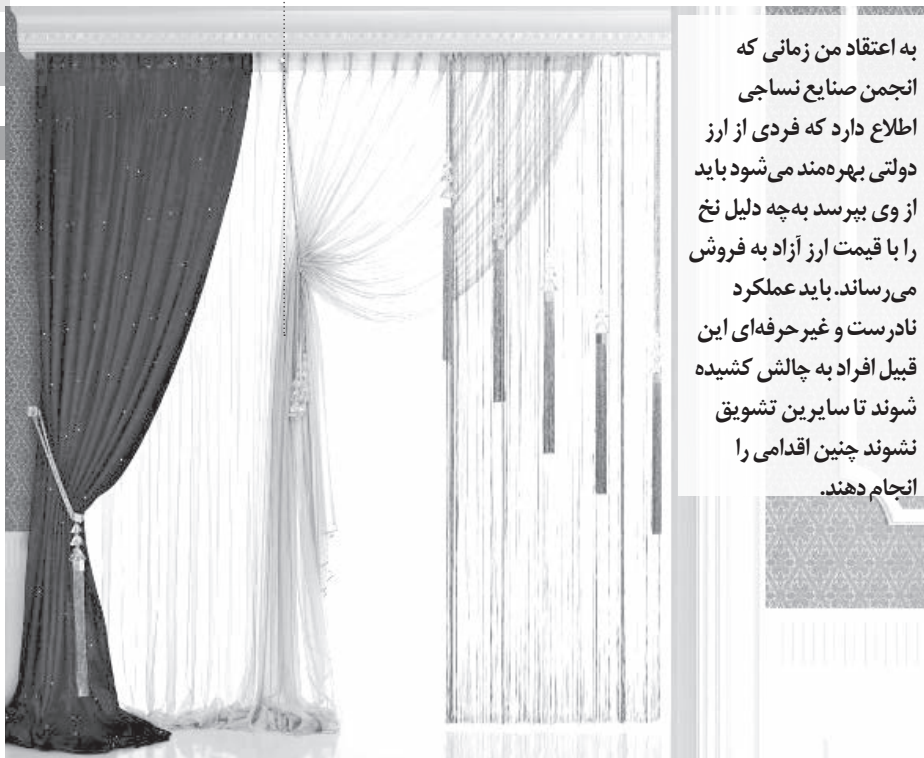 به اعتقاد من زمانی که
انجمن صنایع نساجی
اطلاع دارد که فردی از ارز
دولتی بهره‌مند می‌شود باید
از وی بپرسد به‌چه دلیل نخ
را با قیمت ارز آزاد به فروش
می‌رساند. باید عملکرد
نادرست و غیرحرفه‌ای این
قبیل افراد به چالش کشیده
شوند تا سایرین تشویق
نشوند چنین اقدامی را
انجام دهند.